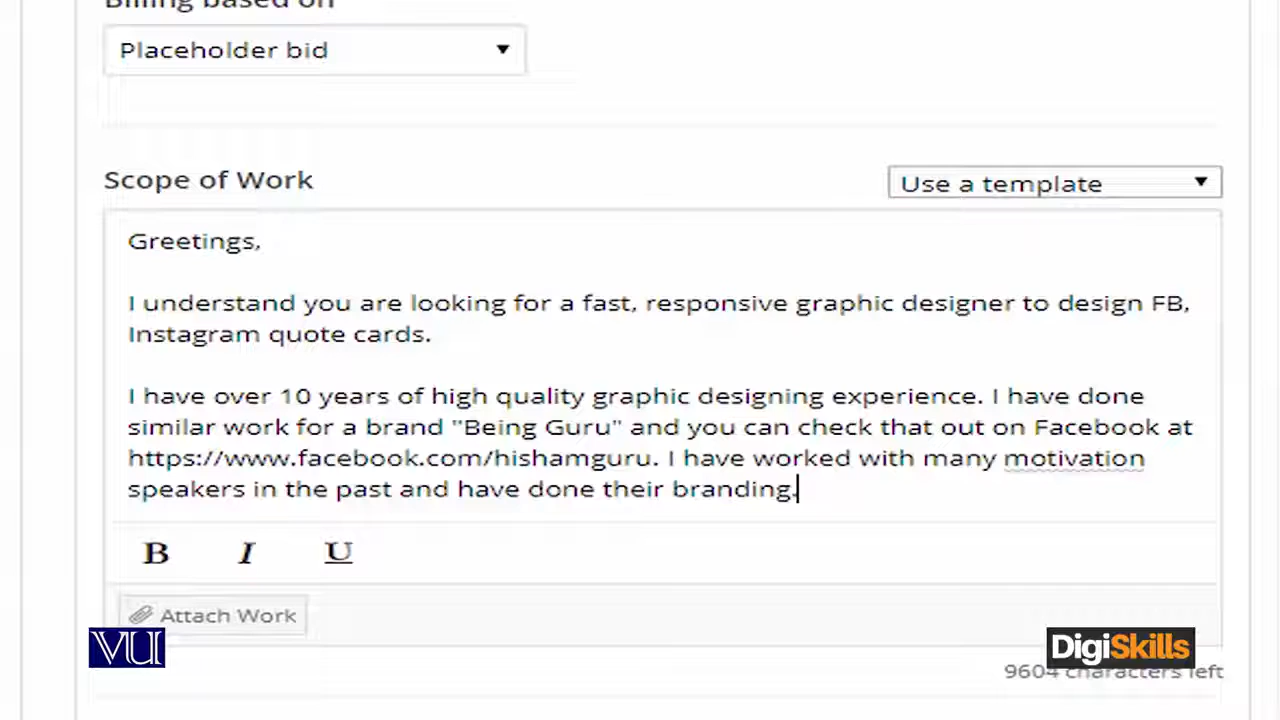 Billing based on
Placeholder bid
Scope of Work
Use a template
Greetings,
I understand you are looking for a fast, responsive graphic designer to design FB,
Instagram quote cards.
I have over 10 years of high quality graphic designing experience. I have done
similar work for a brand "Being Guru" and you can check that out on Facebook at
https://www.facebook.com/hishamguru. I have worked with many motivation
speakers in the past and have done their branding.
B I U
Attach Work
VU
DigiSkills
9604 characters left